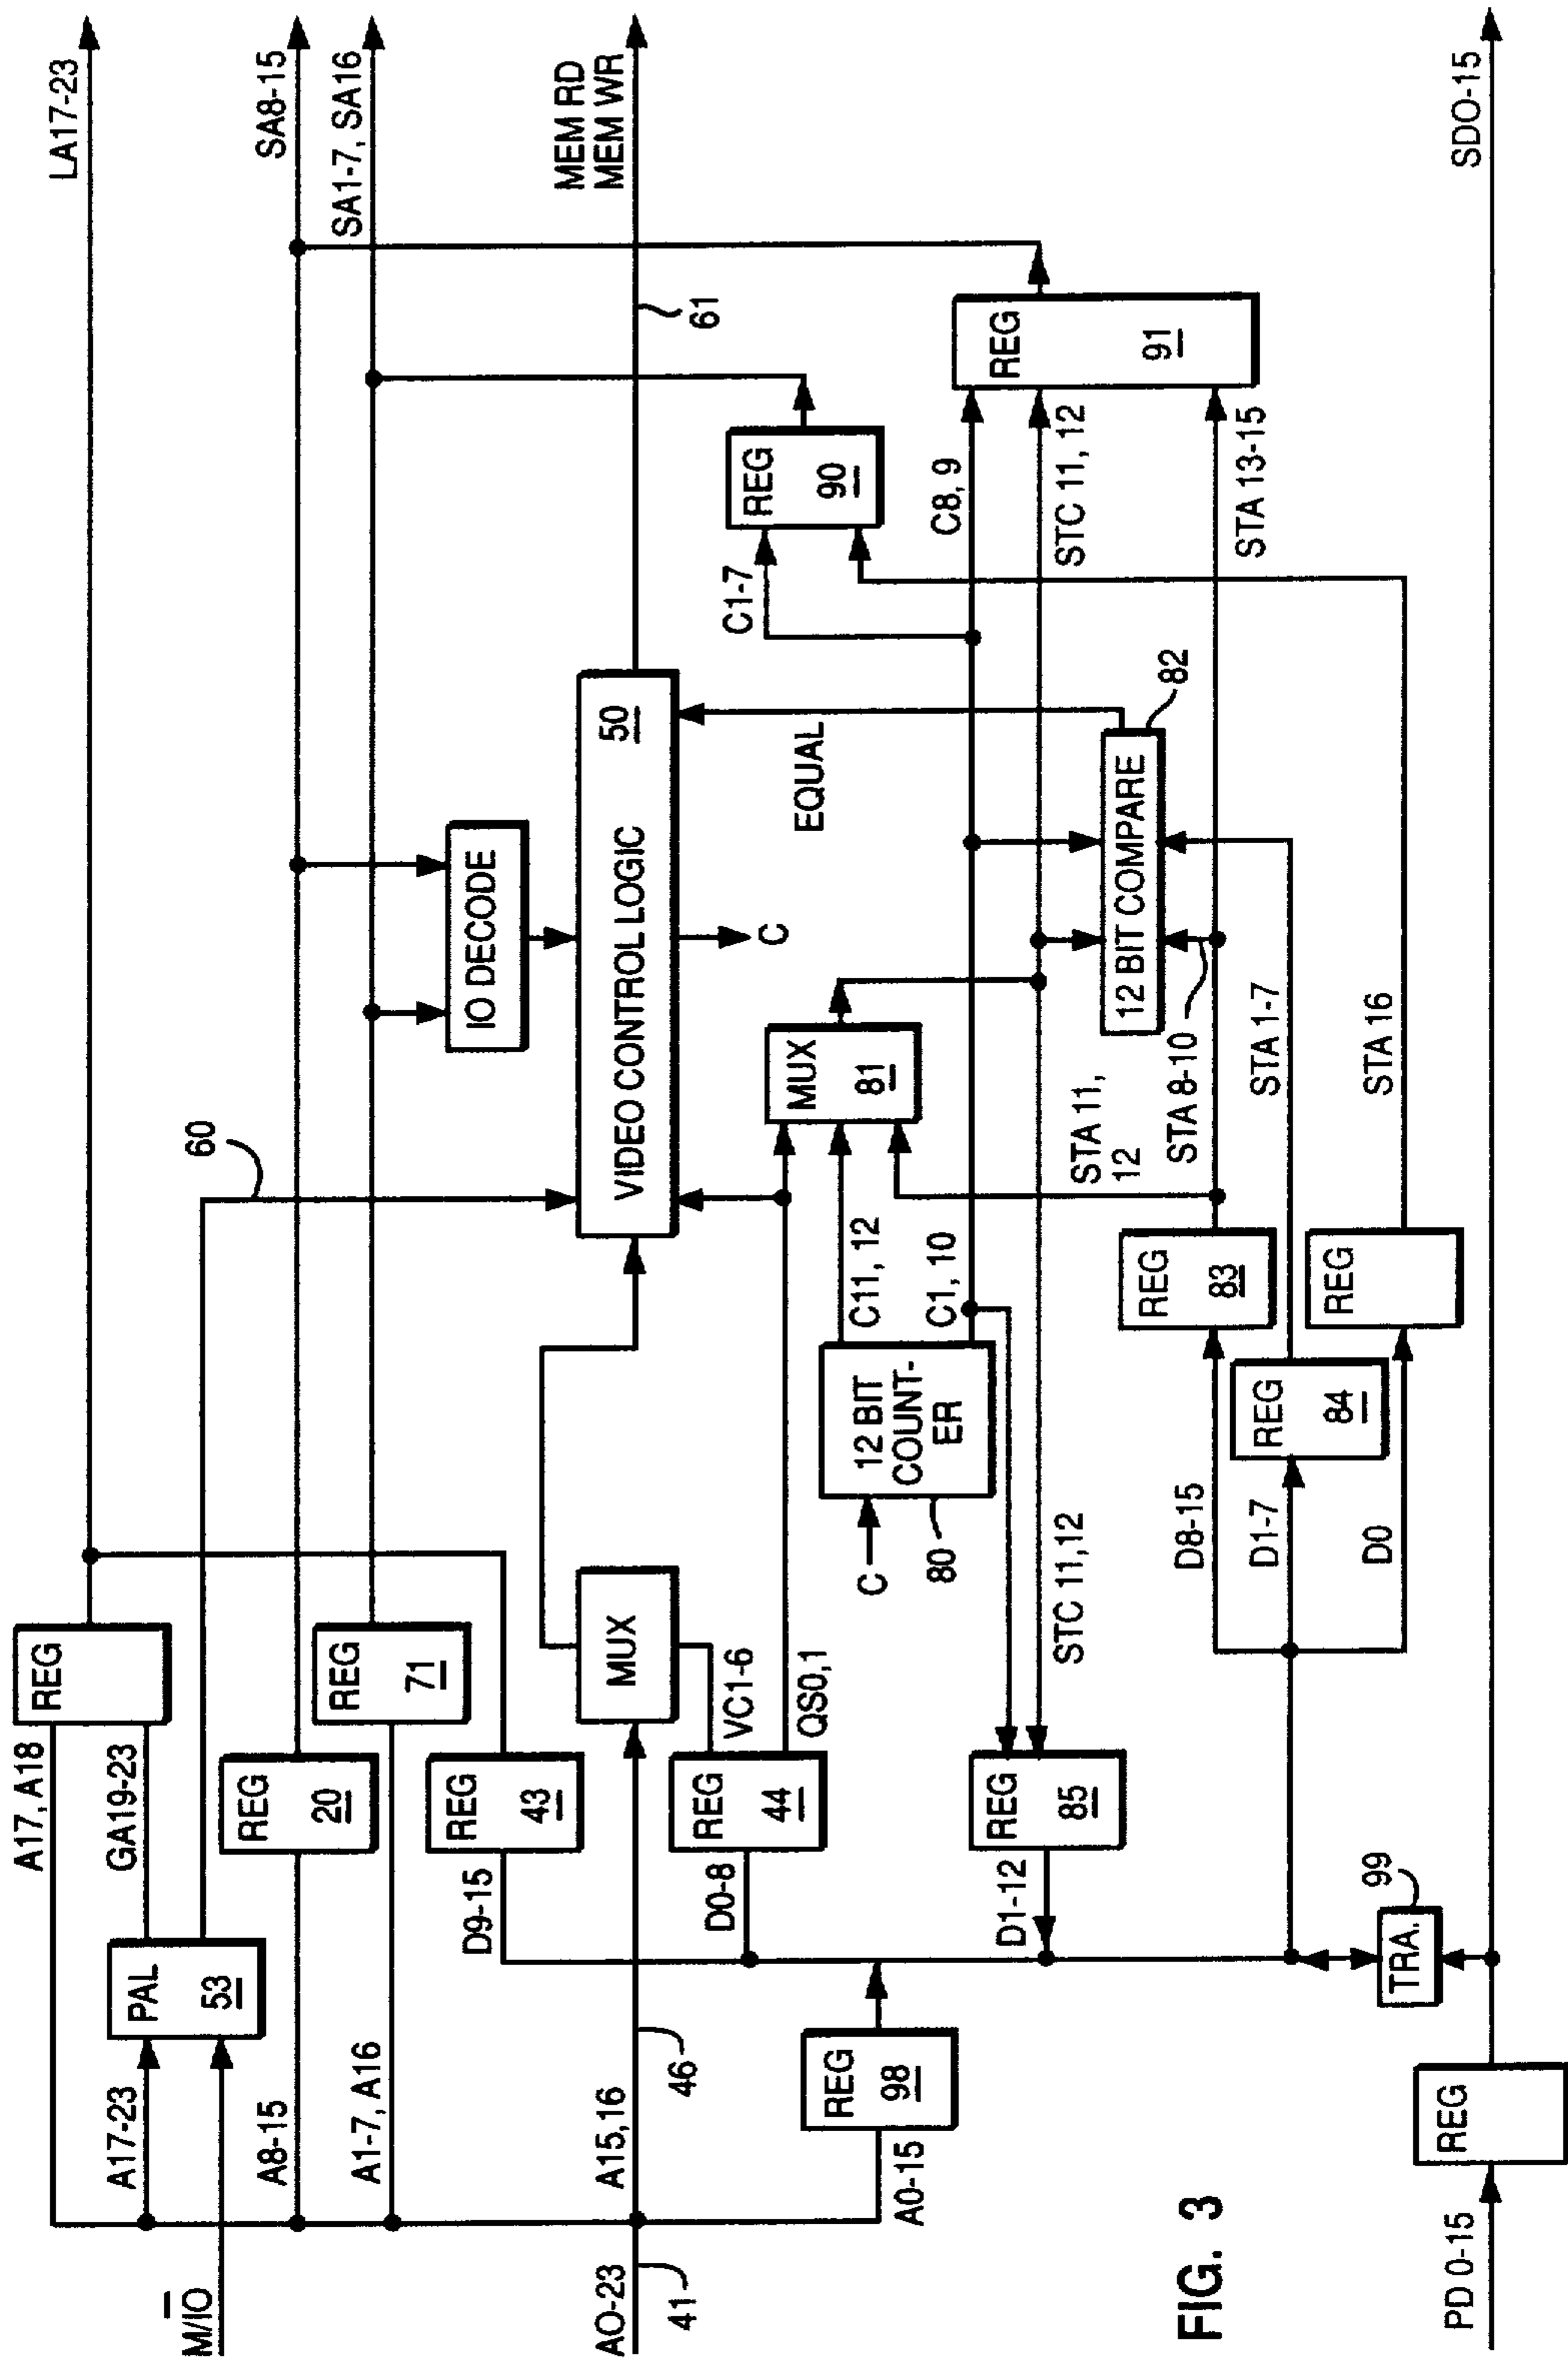 LA17-23
SA8-15
SA1-7, SA16
MEM RD
MEM WR
61
SDO-15
REG
91
REG
90
C1-7
C8, 9
STC 11, 12
STA 13-15
60
IO DECODE
VIDEO CONTROL LOGIC
50
C
EQUAL
12 BIT COMPARE
82
MUX
81
STA 11,
12
STA 8-10
STA 1-7
STA 16
C11, 12
C1, 10
12 BIT
COUNT-
ER
80
C
REG
83
REG
84
REG
D8-15
D1-7
D0
STC 11,12
A17, A18
REG
GA19-23
PAL
53
A17-23
M/I̅O
REG
20
A8-15
REG
71
A1-7, A16
REG
43
D9-15
MUX
VC1-6
QS0,1
REG
44
D0-8
REG
85
D1-12
A15,16
46
AO-23
41
REG
98
A0-15
TRA.
99
REG
PD 0-15
FIG. 3